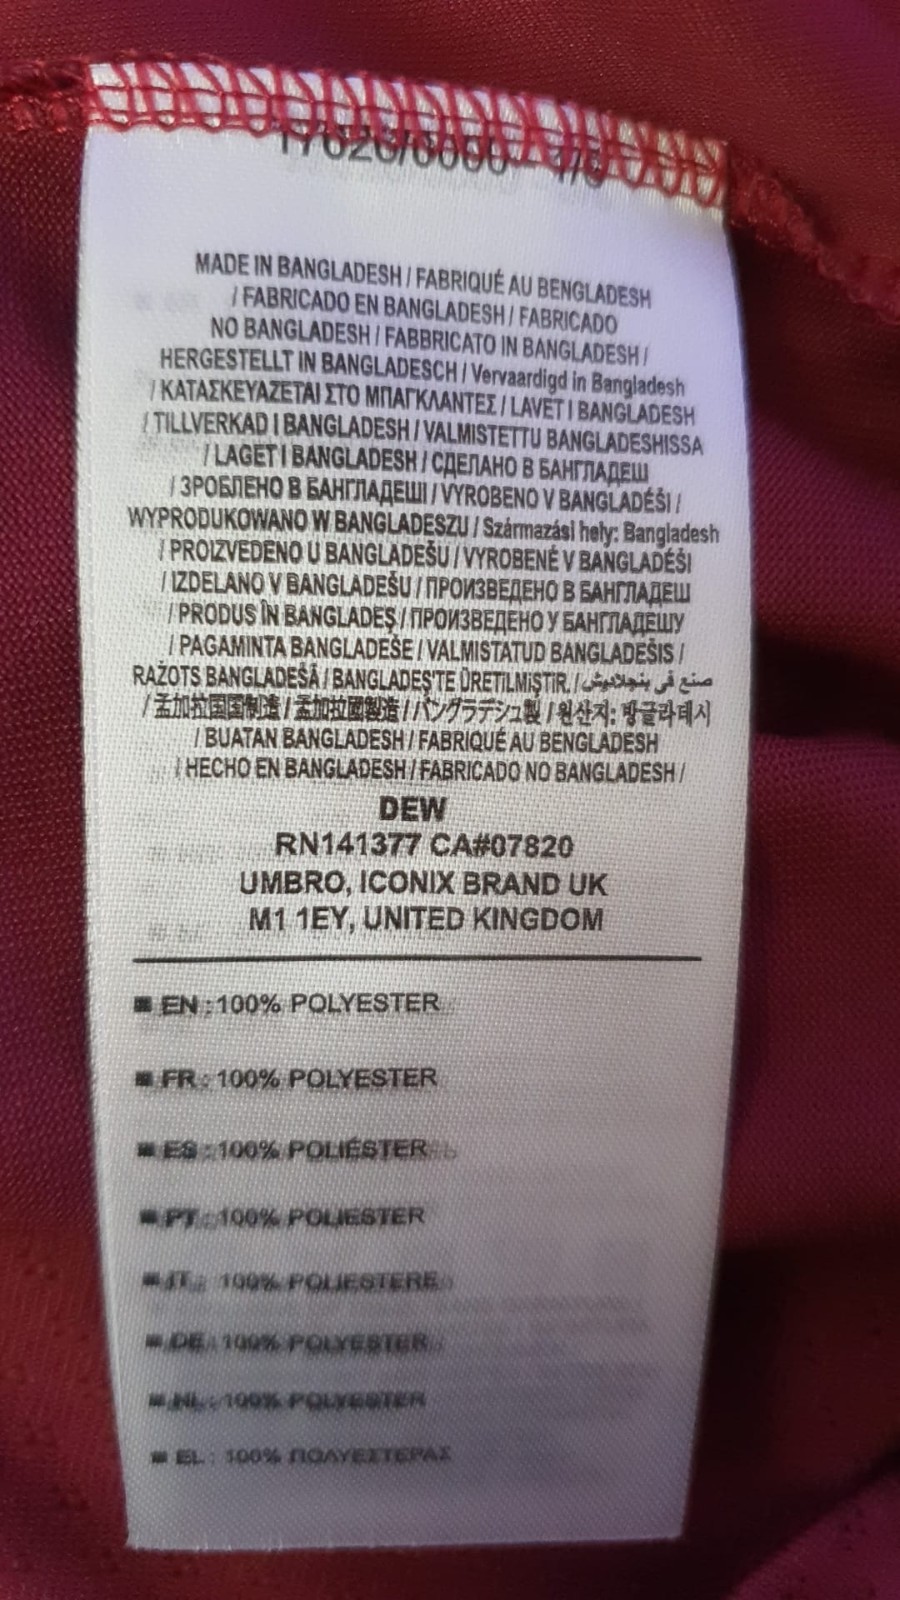 MADE IN BANGLADESH / FABRIQUÉ AU BENGLADESH
/ FABRICADO EN BANGLADESH / FABRICADO
NO BANGLADESH / FABBRICATO IN BANGLADESH /
HERGESTELLT IN BANGLADESCH / Vervaardigd in Bangladesh
/ ΚΑΤΑΣΚΕΥΑΖΕΤΑΙ ΣΤΟ ΜΠΑΓΚΛΑΝΤΕΣ / LAVET I BANGLADESH
/ TILLVERKAD I BANGLADESH / VALMISTETTU BANGLADESHISSA
/ LAGET I BANGLADESH / СДЕЛАНО В БАНГЛАДЕШ
/ ЗРОБЛЕНО В БАНГЛАДЕШІ / VYROBENO V BANGLADÉŠI /
WYPRODUKOWANO W BANGLADESZU / Származási hely: Bangladesh
/ PROIZVEDENO U BANGLADEŠU / VYROBENÉ V BANGLADÉŠI
/ IZDELANO V BANGLADEŠU / ПРОИЗВЕДЕНО В БАНГЛАДЕШ
/ PRODUS ÎN BANGLADEȘ / ПРОИЗВЕДЕНО У БАНГЛАДЕШУ
/ PAGAMINTA BANGLADEŠE / VALMISTATUD BANGLADEŠIS /
RAŽOTS BANGLADEŠĀ / BANGLADEŞ'TE ÜRETİLMİŞTİR. / صنع في بنجلاديش
/ 孟加拉国国制造 / 孟加拉國製造 / バングラデシュ製 / 원산지: 방글라데시
/ BUATAN BANGLADESH / FABRIQUÉ AU BENGLADESH
/ HECHO EN BANGLADESH / FABRICADO NO BANGLADESH /
DEW
RN141377 CA#07820
UMBRO, ICONIX BRAND UK
M1 1EY, UNITED KINGDOM
EN : 100% POLYESTER
FR : 100% POLYESTER
ES : 100% POLIÉSTER
PT : 100% POLIESTER
IT : 100% POLIESTERE
DE : 100% POLYESTER
NL : 100% POLYESTER
EL : 100% ΠΟΛΥΕΣΤΕΡΑΣ